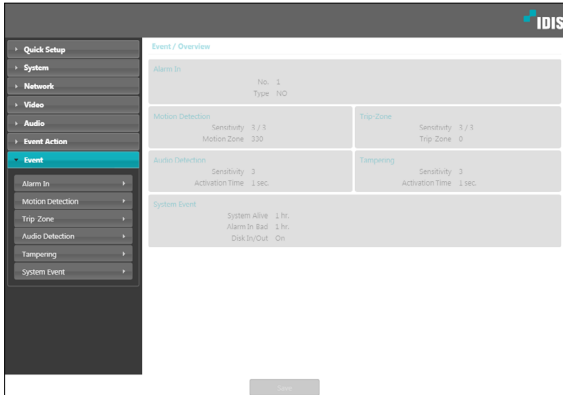 IDIS
Quick Setup
System
Network
Video
Audio
Event Action
Event
Alarm In
Motion Detection
Trip Zone
Audio Detection
Tampering
System Event
Event / Overview
Alarm In
No. 1
Type NO
Motion Detection
Sensitivity 3 / 3
Motion Zone 330
Trip-Zone
Sensitivity 3 / 3
Trip Zone 0
Audio Detection
Sensitivity 3
Activation Time 1 sec.
Tampering
Sensitivity 3
Activation Time 1 sec.
System Event
System Alive 1 hr.
Alarm In Bad 1 hr.
Disk In/Out On
Save